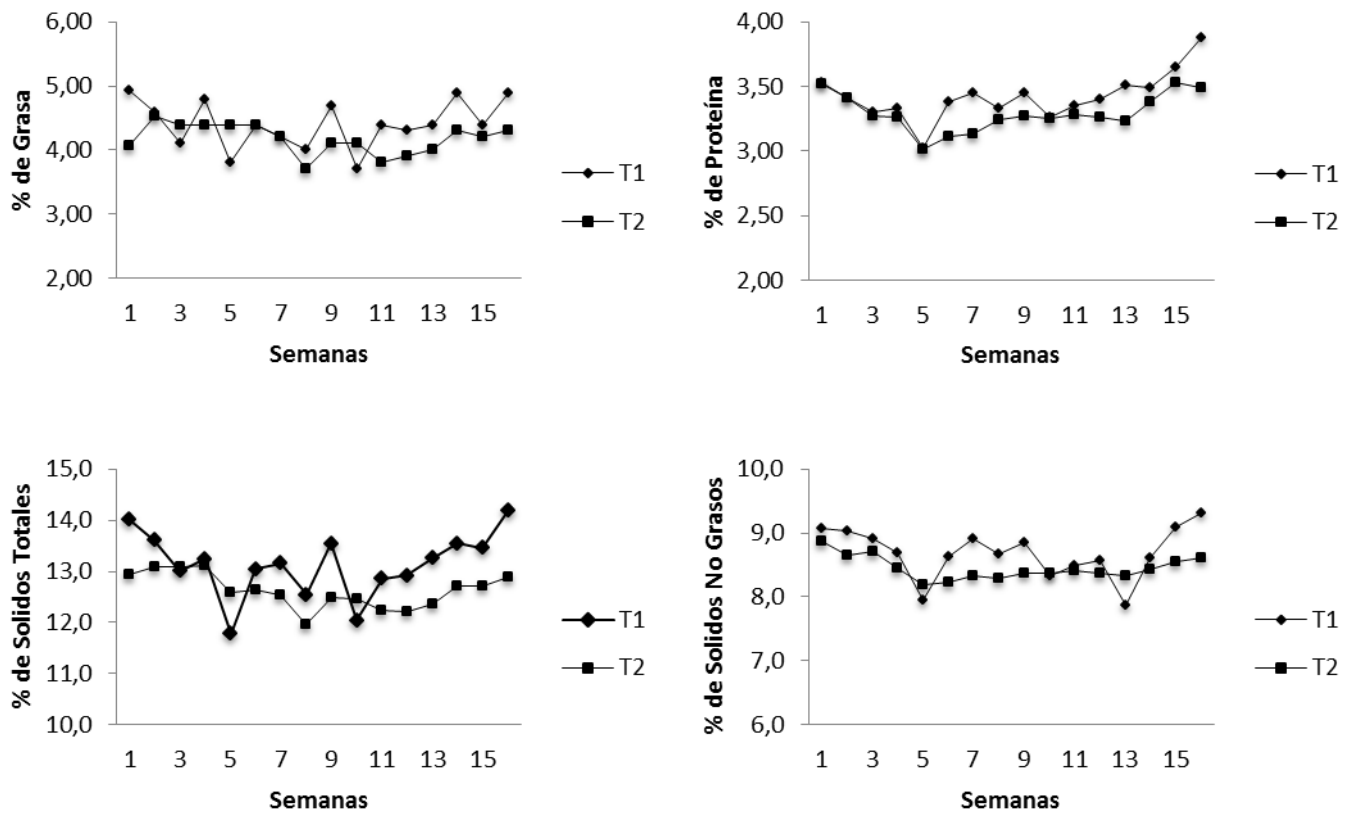 % de Grasa
6,00
5,00
4,00
3,00
2,00
1 3 5 7 9 11 13 15
Semanas
T1
T2
% de Proteína
4,00
3,50
3,00
2,50
2,00
1 3 5 7 9 11 13 15
Semanas
T1
T2
% de Solidos Totales
15,0
14,0
13,0
12,0
11,0
10,0
1 3 5 7 9 11 13 15
Semanas
T1
T2
% de Solidos No Grasos
10,0
9,0
8,0
7,0
6,0
1 3 5 7 9 11 13 15
Semanas
T1
T2